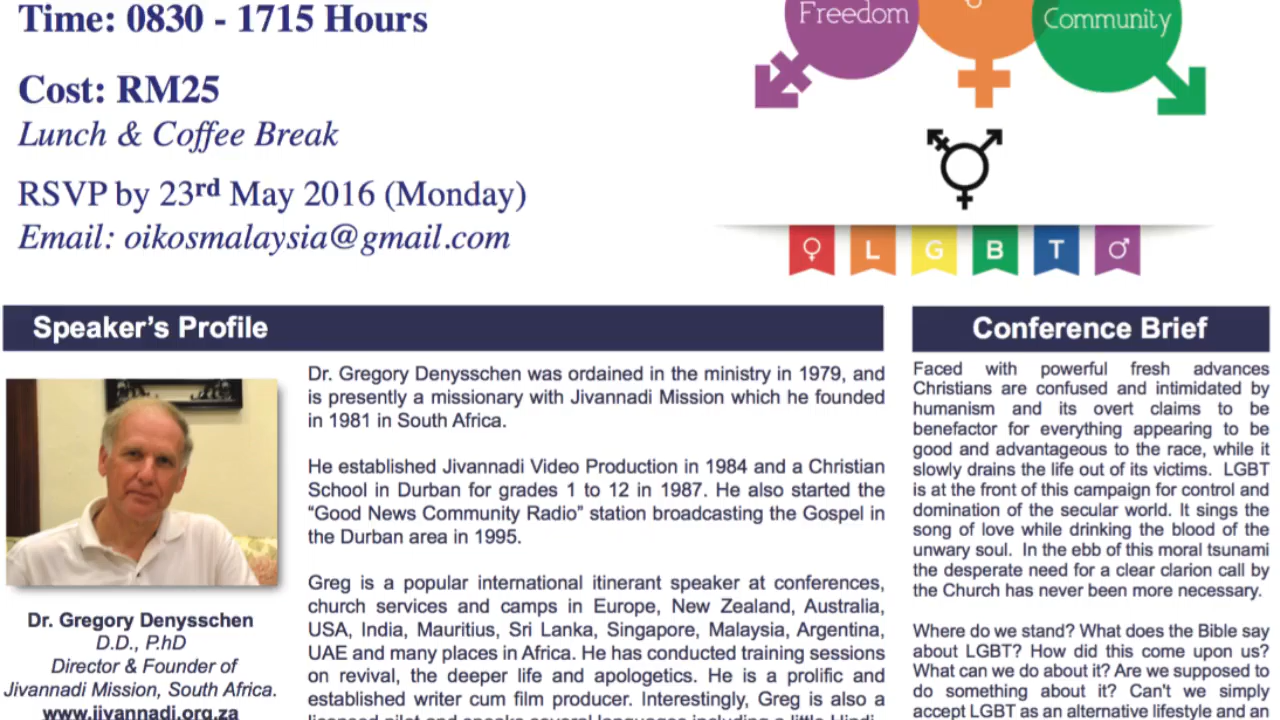 Time: 0830 - 1715 Hours
Cost: RM25
Lunch & Coffee Break
RSVP by 23rd May 2016 (Monday)
Email: oikosmalaysia@gmail.com
Freedom
Community
L G B T
Speaker's Profile
Dr. Gregory Denysschen
D.D., P.hD
Director & Founder of
Jivannadi Mission, South Africa.
www.jivannadi.org.za
Dr. Gregory Denysschen was ordained in the ministry in 1979, and
is presently a missionary with Jivannadi Mission which he founded
in 1981 in South Africa.
He established Jivannadi Video Production in 1984 and a Christian
School in Durban for grades 1 to 12 in 1987. He also started the
“Good News Community Radio” station broadcasting the Gospel in
the Durban area in 1995.
Greg is a popular international itinerant speaker at conferences,
church services and camps in Europe, New Zealand, Australia,
USA, India, Mauritius, Sri Lanka, Singapore, Malaysia, Argentina,
UAE and many places in Africa. He has conducted training sessions
on revival, the deeper life and apologetics. He is a prolific and
established writer cum film producer. Interestingly, Greg is also a
licensed pilot and speaks several languages including a little Hindi.
Conference Brief
Faced with powerful fresh advances
Christians are confused and intimidated by
humanism and its overt claims to be
benefactor for everything appearing to be
good and advantageous to the race, while it
slowly drains the life out of its victims. LGBT
is at the front of this campaign for control and
domination of the secular world. It sings the
song of love while drinking the blood of the
unwary soul. In the ebb of this moral tsunami
the desperate need for a clear clarion call by
the Church has never been more necessary.
Where do we stand? What does the Bible say
about LGBT? How did this come upon us?
What can we do about it? Are we supposed to
do something about it? Can't we simply
accept LGBT as an alternative lifestyle and an